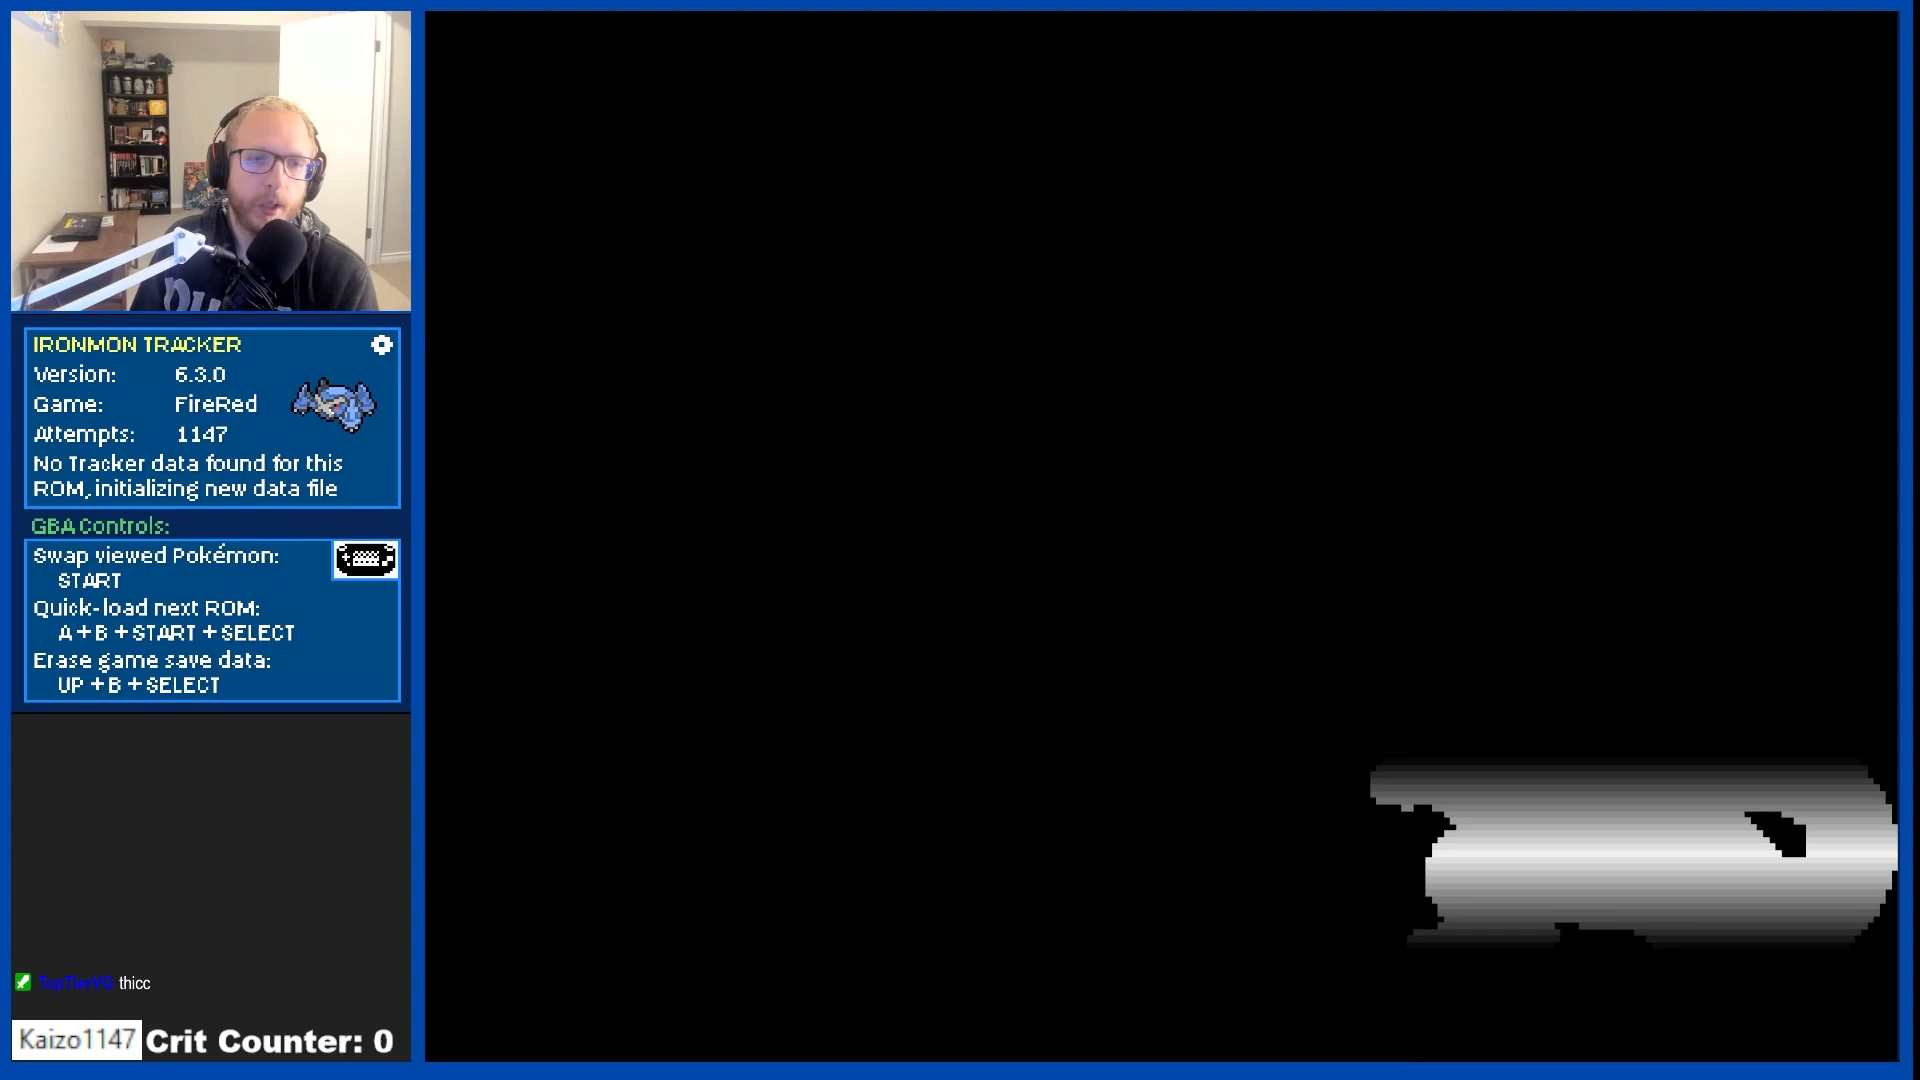 IRONMON TRACKER
Version: 6.3.0
Game: FireRed
Attempts: 1147
No Tracker data found for this
ROM, initializing new data file
GBA Controls:
Swap viewed Pokémon:
START
Quick-load next ROM:
A + B + START + SELECT
Erase game save data:
UP + B + SELECT
TopTierVG thicc
Kaizo1147 Crit Counter: 0